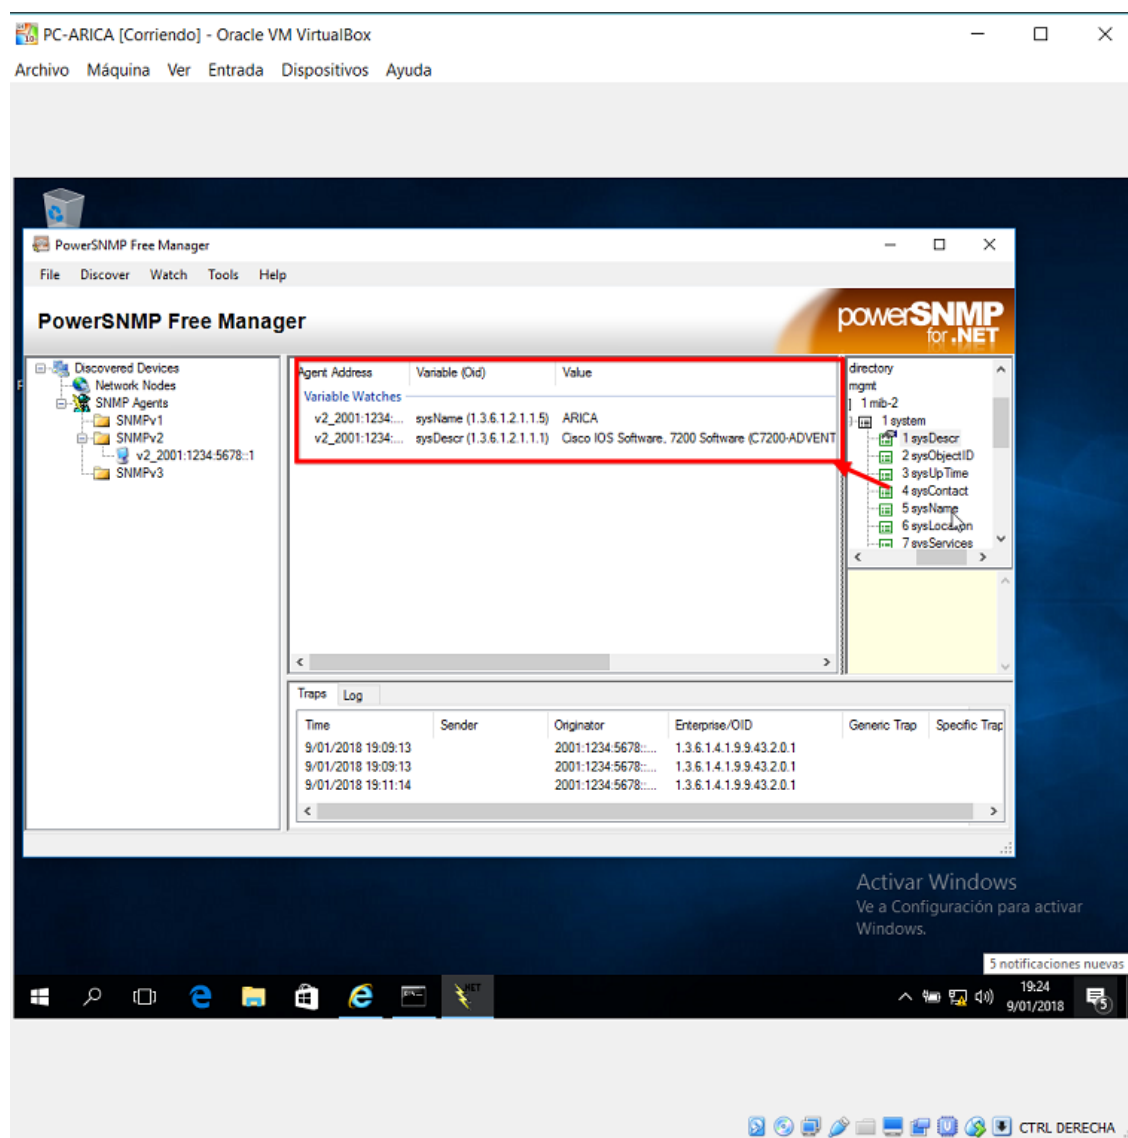 PC-ARICA [Corriendo] - Oracle VM VirtualBox
Archivo Máquina Ver Entrada Dispositivos Ayuda
PowerSNMP Free Manager
File Discover Watch Tools Help
PowerSNMP Free Manager
powerSNMP
for .NET
Discovered Devices
Network Nodes
SNMP Agents
SNMPv1
SNMPv2
v2_2001:1234:5678::1
SNMPv3
Agent Address Variable (Oid) Value
Variable Watches
v2_2001:1234:... sysName (1.3.6.1.2.1.1.5) ARICA
v2_2001:1234:... sysDescr (1.3.6.1.2.1.1.1) Cisco IOS Software, 7200 Software (C7200-ADVENT
directory
mgmt
1 mib-2
1 system
1 sysDescr
2 sysObjectID
3 sysUpTime
4 sysContact
5 sysName
6 sysLocation
7 sysServices
Traps Log
Time Sender Originator Enterprise/OID Generic Trap Specific Trap
9/01/2018 19:09:13 2001:1234:5678::... 1.3.6.1.4.1.9.9.43.2.0.1
9/01/2018 19:09:13 2001:1234:5678::... 1.3.6.1.4.1.9.9.43.2.0.1
9/01/2018 19:11:14 2001:1234:5678::... 1.3.6.1.4.1.9.9.43.2.0.1
Activar Windows
Ve a Configuración para activar
Windows.
5 notificaciones nuevas
.NET
19:24
9/01/2018
5
CTRL DERECHA